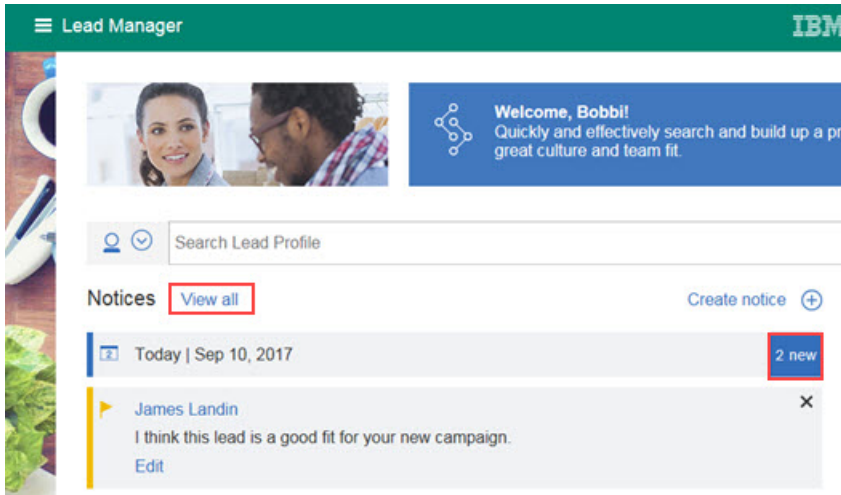 Lead Manager
IBM
Welcome, Bobbi!
Quickly and effectively search and build up a pr
great culture and team fit.
Search Lead Profile
Notices View all Create notice
2 Today | Sep 10, 2017 2 new
James Landin
I think this lead is a good fit for your new campaign.
Edit